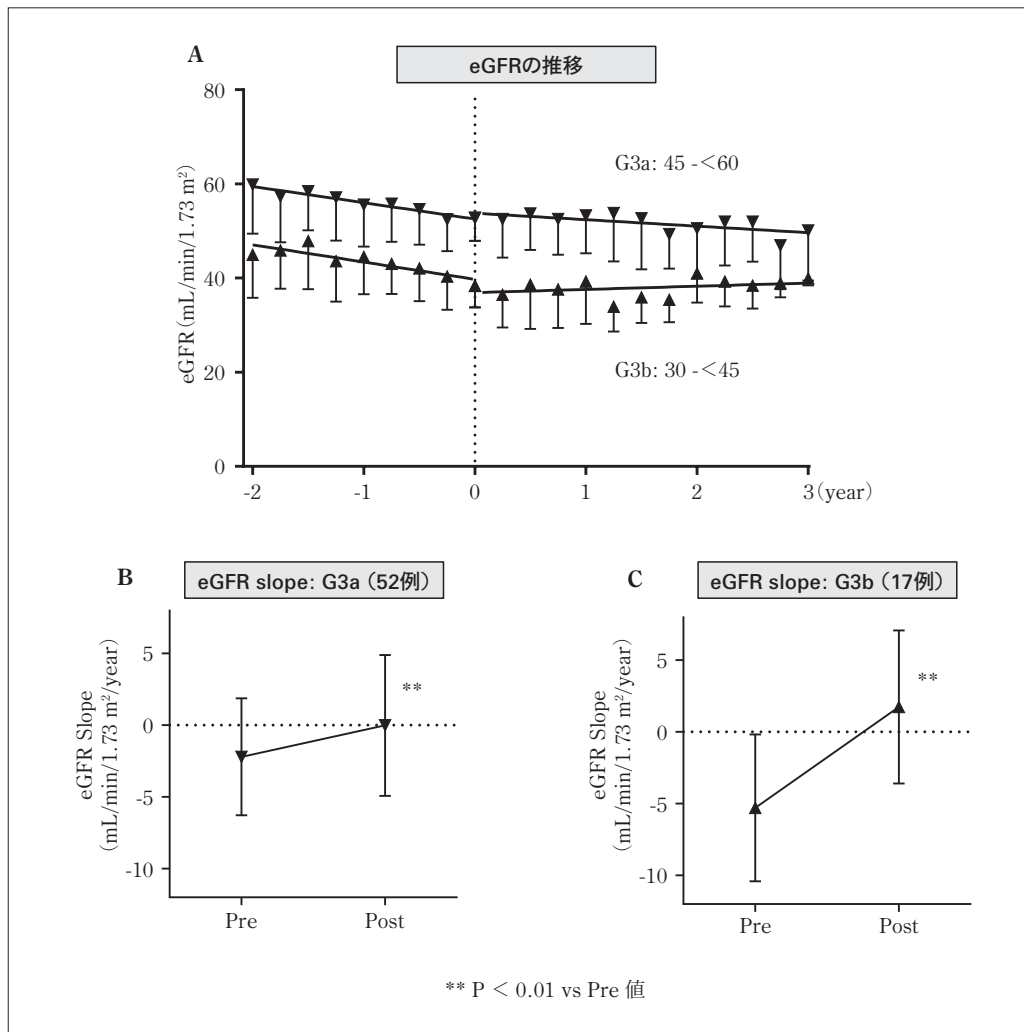 A
eGFRの推移
eGFR(mL/min/1.73 m²)
80
60
40
20
0
G3a: 45 -<60
G3b: 30 -<45
-2
-1
0
1
2
3(year)
B
eGFR slope: G3a(52例)
eGFR Slope
(mL/min/1.73 m²/year)
5
0
-5
-10
**
Pre
Post
C
eGFR slope: G3b(17例)
eGFR Slope
(mL/min/1.73 m²/year)
5
0
-5
-10
**
Pre
Post
** P < 0.01 vs Pre 値